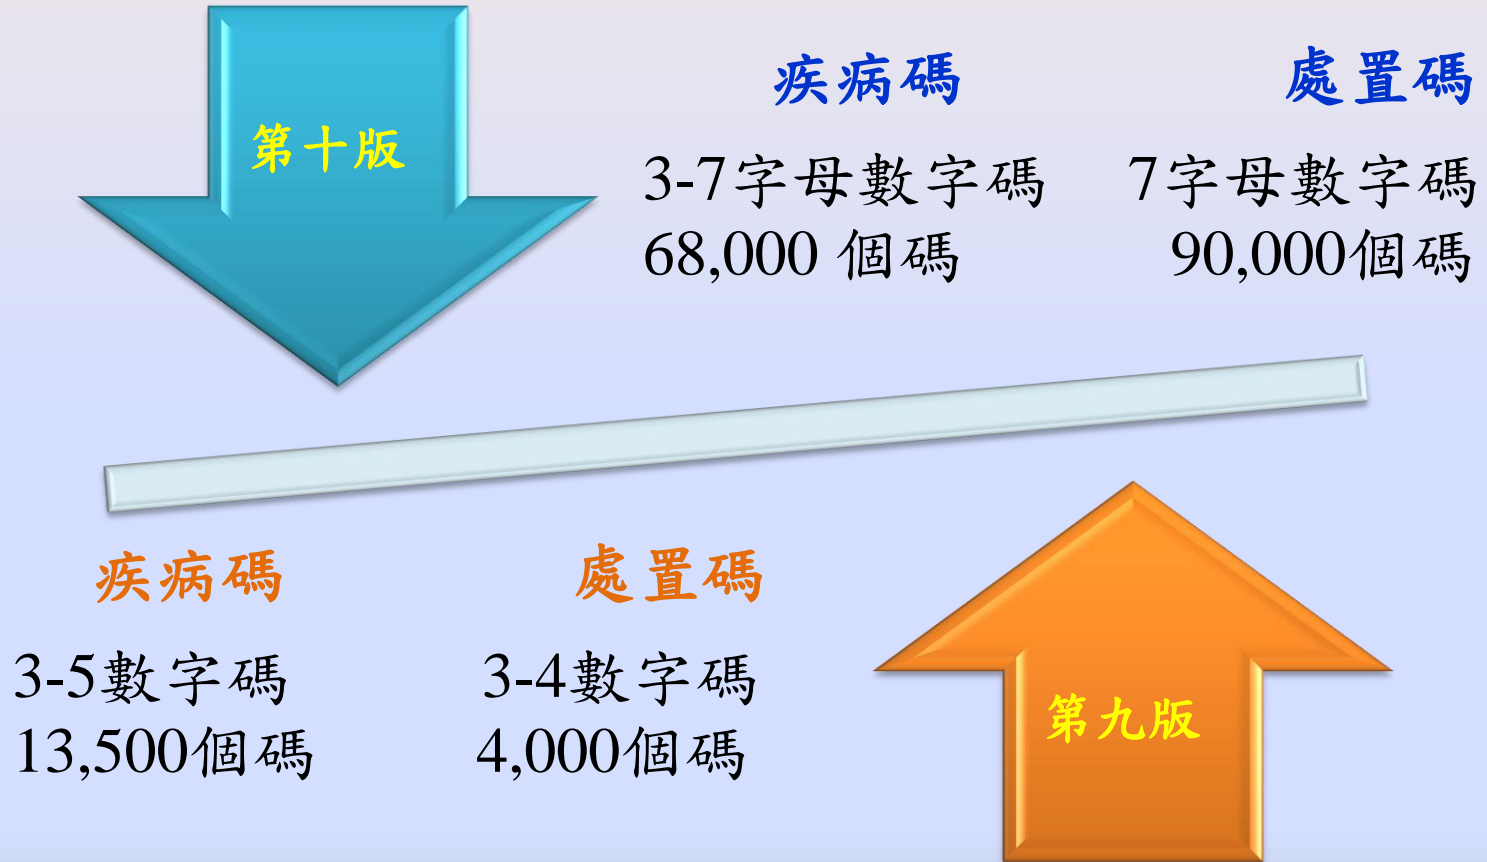 第十版
疾病碼 處置碼
3-7字母數字碼 7字母數字碼
68,000 個碼 90,000個碼
疾病碼 處置碼
3-5數字碼 3-4數字碼
13,500個碼 4,000個碼
第九版